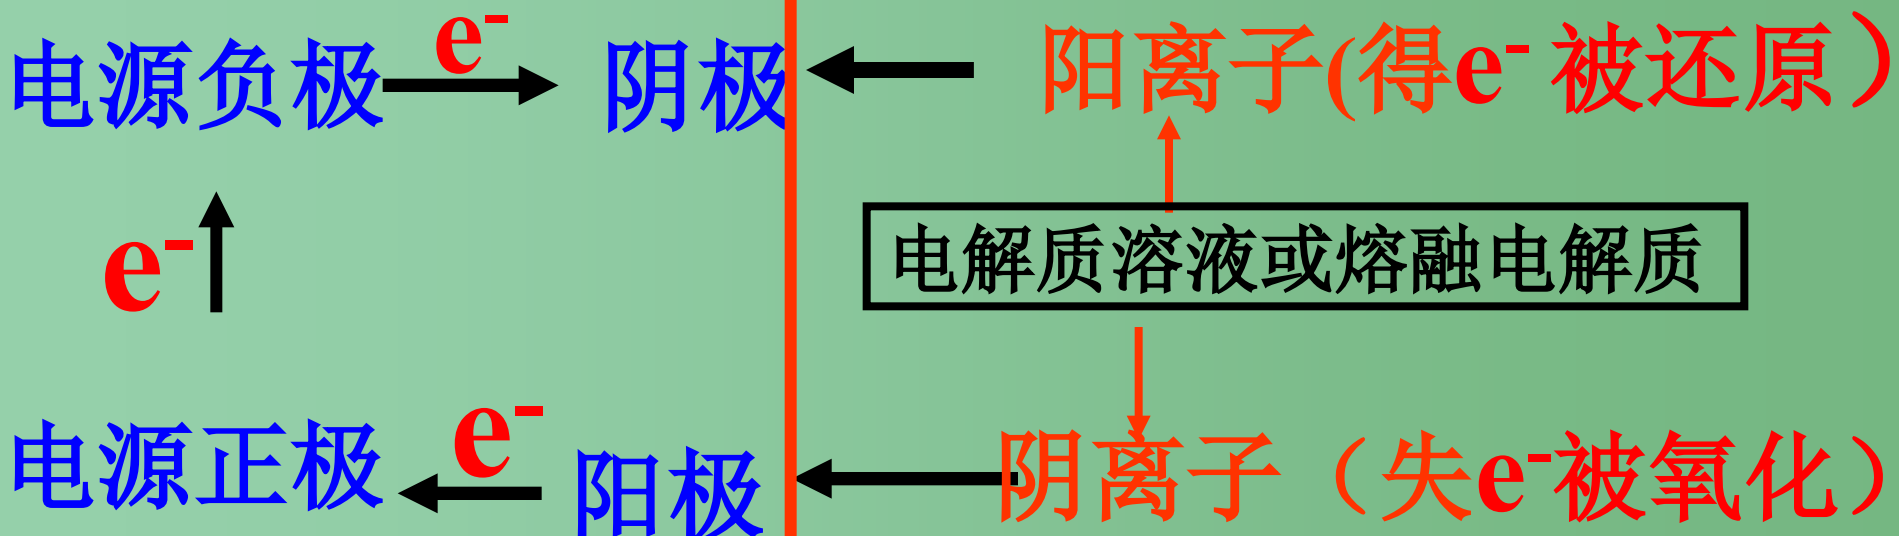 电源负极 e⁻ 阴极 阳离子(得e⁻被还原）
e⁻ 电解质溶液或熔融电解质
电源正极 e⁻ 阳极 阴离子（失e⁻被氧化）